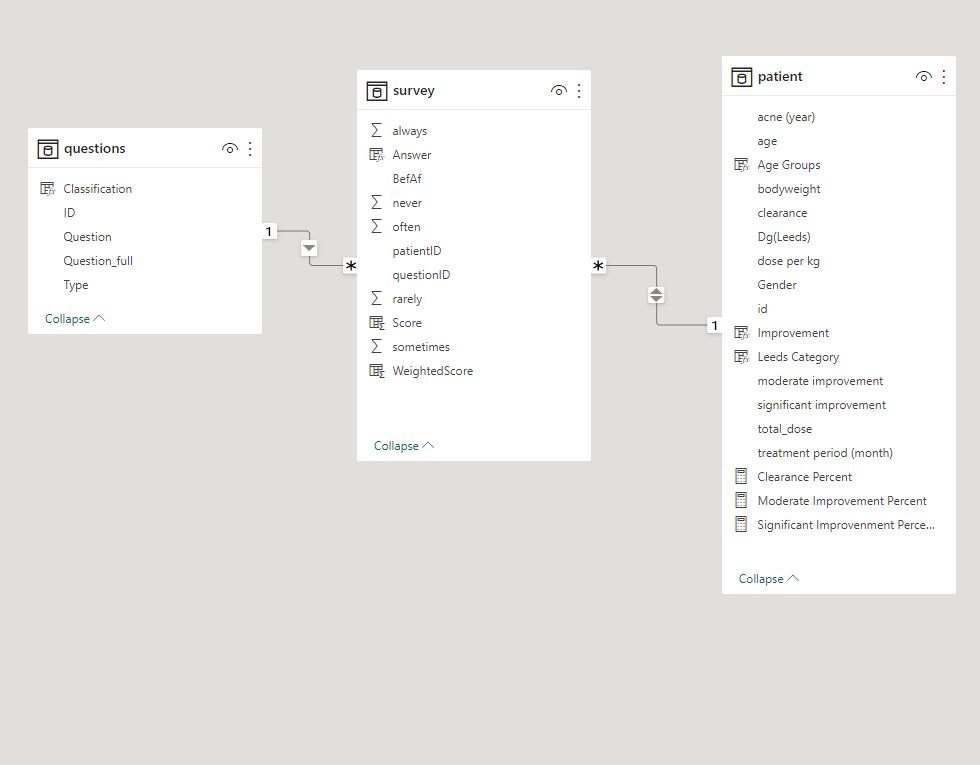 questions
Classification
ID
Question
Question_full
Type
Collapse
1
*
survey
always
Answer
BefAf
never
often
patientID
questionID
rarely
Score
sometimes
WeightedScore
Collapse
*
1
patient
acne (year)
age
Age Groups
bodyweight
clearance
Dg(Leeds)
dose per kg
Gender
id
Improvement
Leeds Category
moderate improvement
significant improvement
total_dose
treatment period (month)
Clearance Percent
Moderate Improvement Percent
Significant Improvenment Perce...
Collapse